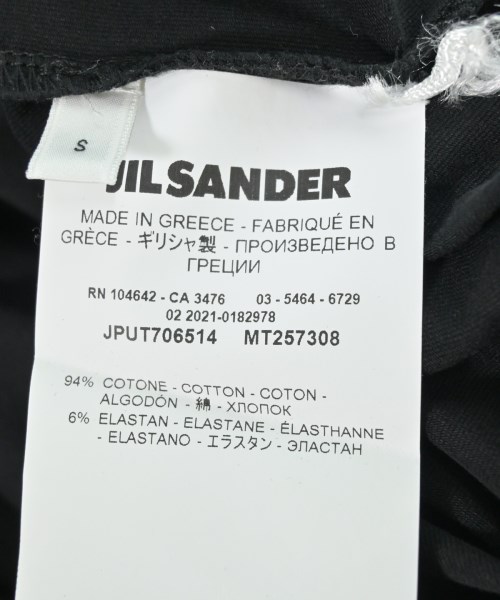 S
JIL SANDER
MADE IN GREECE - FABRIQUÉ EN
GRÈCE - ギリシャ製 - ПРОИЗВЕДЕНО В
ГРЕЦИИ
RN 104642 - CA 3476 03 - 5464 - 6729
02 2021-0182978
JPUT706514 MT257308
94% COTONE - COTTON - COTON -
ALGODÓN - 綿 - ХЛОПОК
6% ELASTAN - ELASTANE - ÉLASTHANNE
- ELASTANO - エラスタン - ЭЛАСТАН